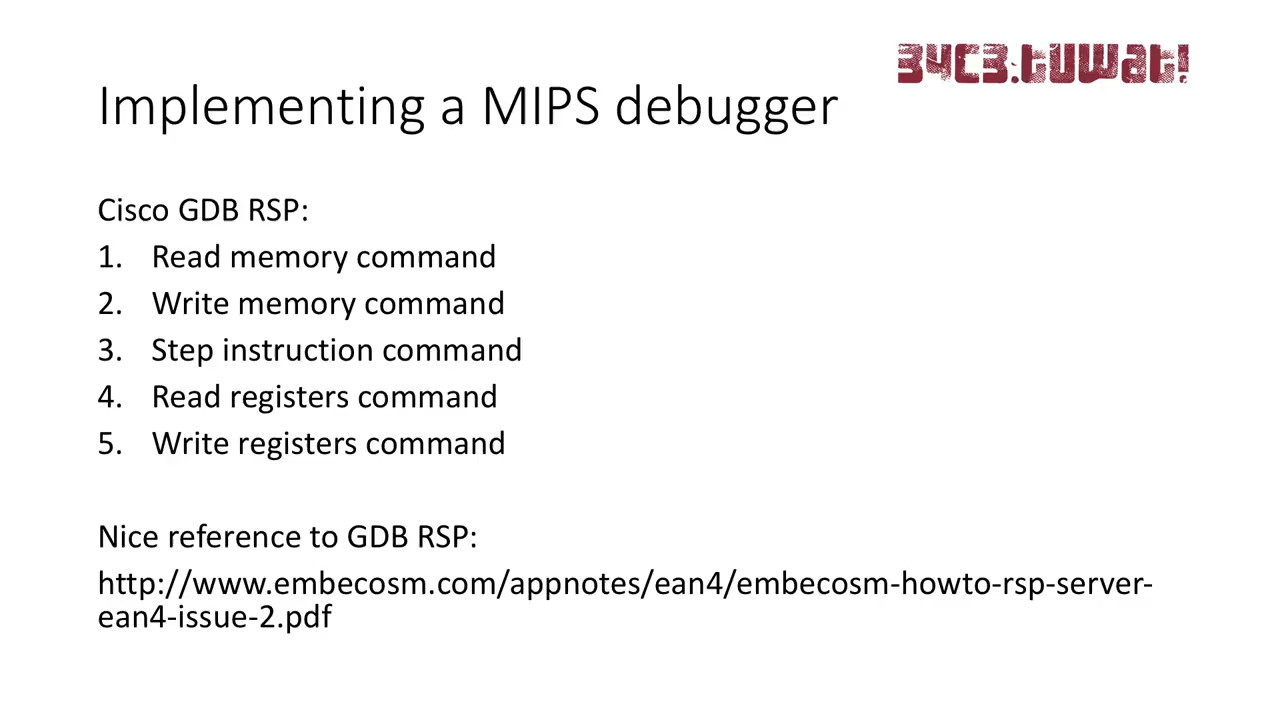 34C3.tuwat!
Implementing a MIPS debugger
Cisco GDB RSP:
1. Read memory command
2. Write memory command
3. Step instruction command
4. Read registers command
5. Write registers command
Nice reference to GDB RSP:
http://www.embecosm.com/appnotes/ean4/embecosm-howto-rsp-server-
ean4-issue-2.pdf